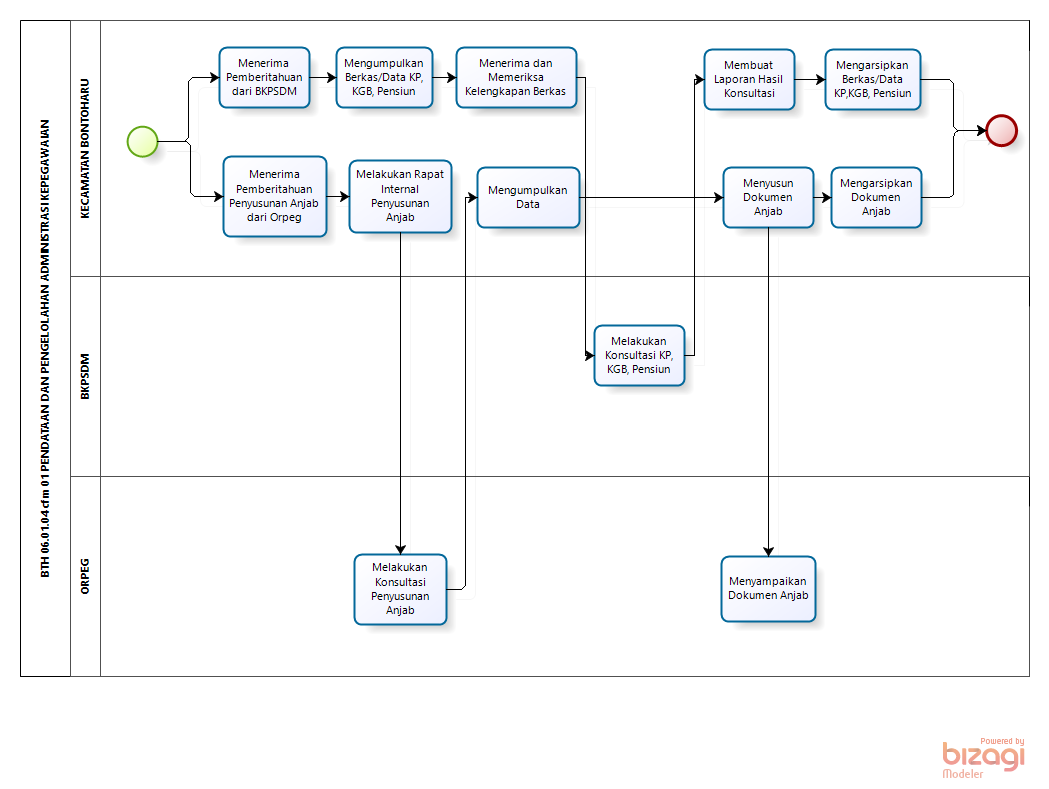 BTH 06.01.04 cfm 01 PENDATAAN DAN PENGELOLAHAN ADMINISTRASI KEPEGAWAIAN
KECAMATAN BONTOHARU
Menerima
Pemberitahuan
dari BKPSDM
Mengumpulkan
Berkas/Data KP,
KGB, Pensiun
Menerima dan
Memeriksa
Kelengkapan Berkas
Membuat
Laporan Hasil
Konsultasi
Mengarsipkan
Berkas/Data
KP,KGB, Pensiun
Menerima
Pemberitahuan
Penyusunan Anjab
dari Orpeg
Melakukan Rapat
Internal
Penyusunan
Anjab
Mengumpulkan
Data
Menyusun
Dokumen
Anjab
Mengarsipkan
Dokumen
Anjab
BKPSDM
Melakukan
Konsultasi KP,
KGB, Pensiun
ORPEG
Melakukan
Konsultasi
Penyusunan
Anjab
Menyampaikan
Dokumen Anjab
Powered by
bizagi
Modeler